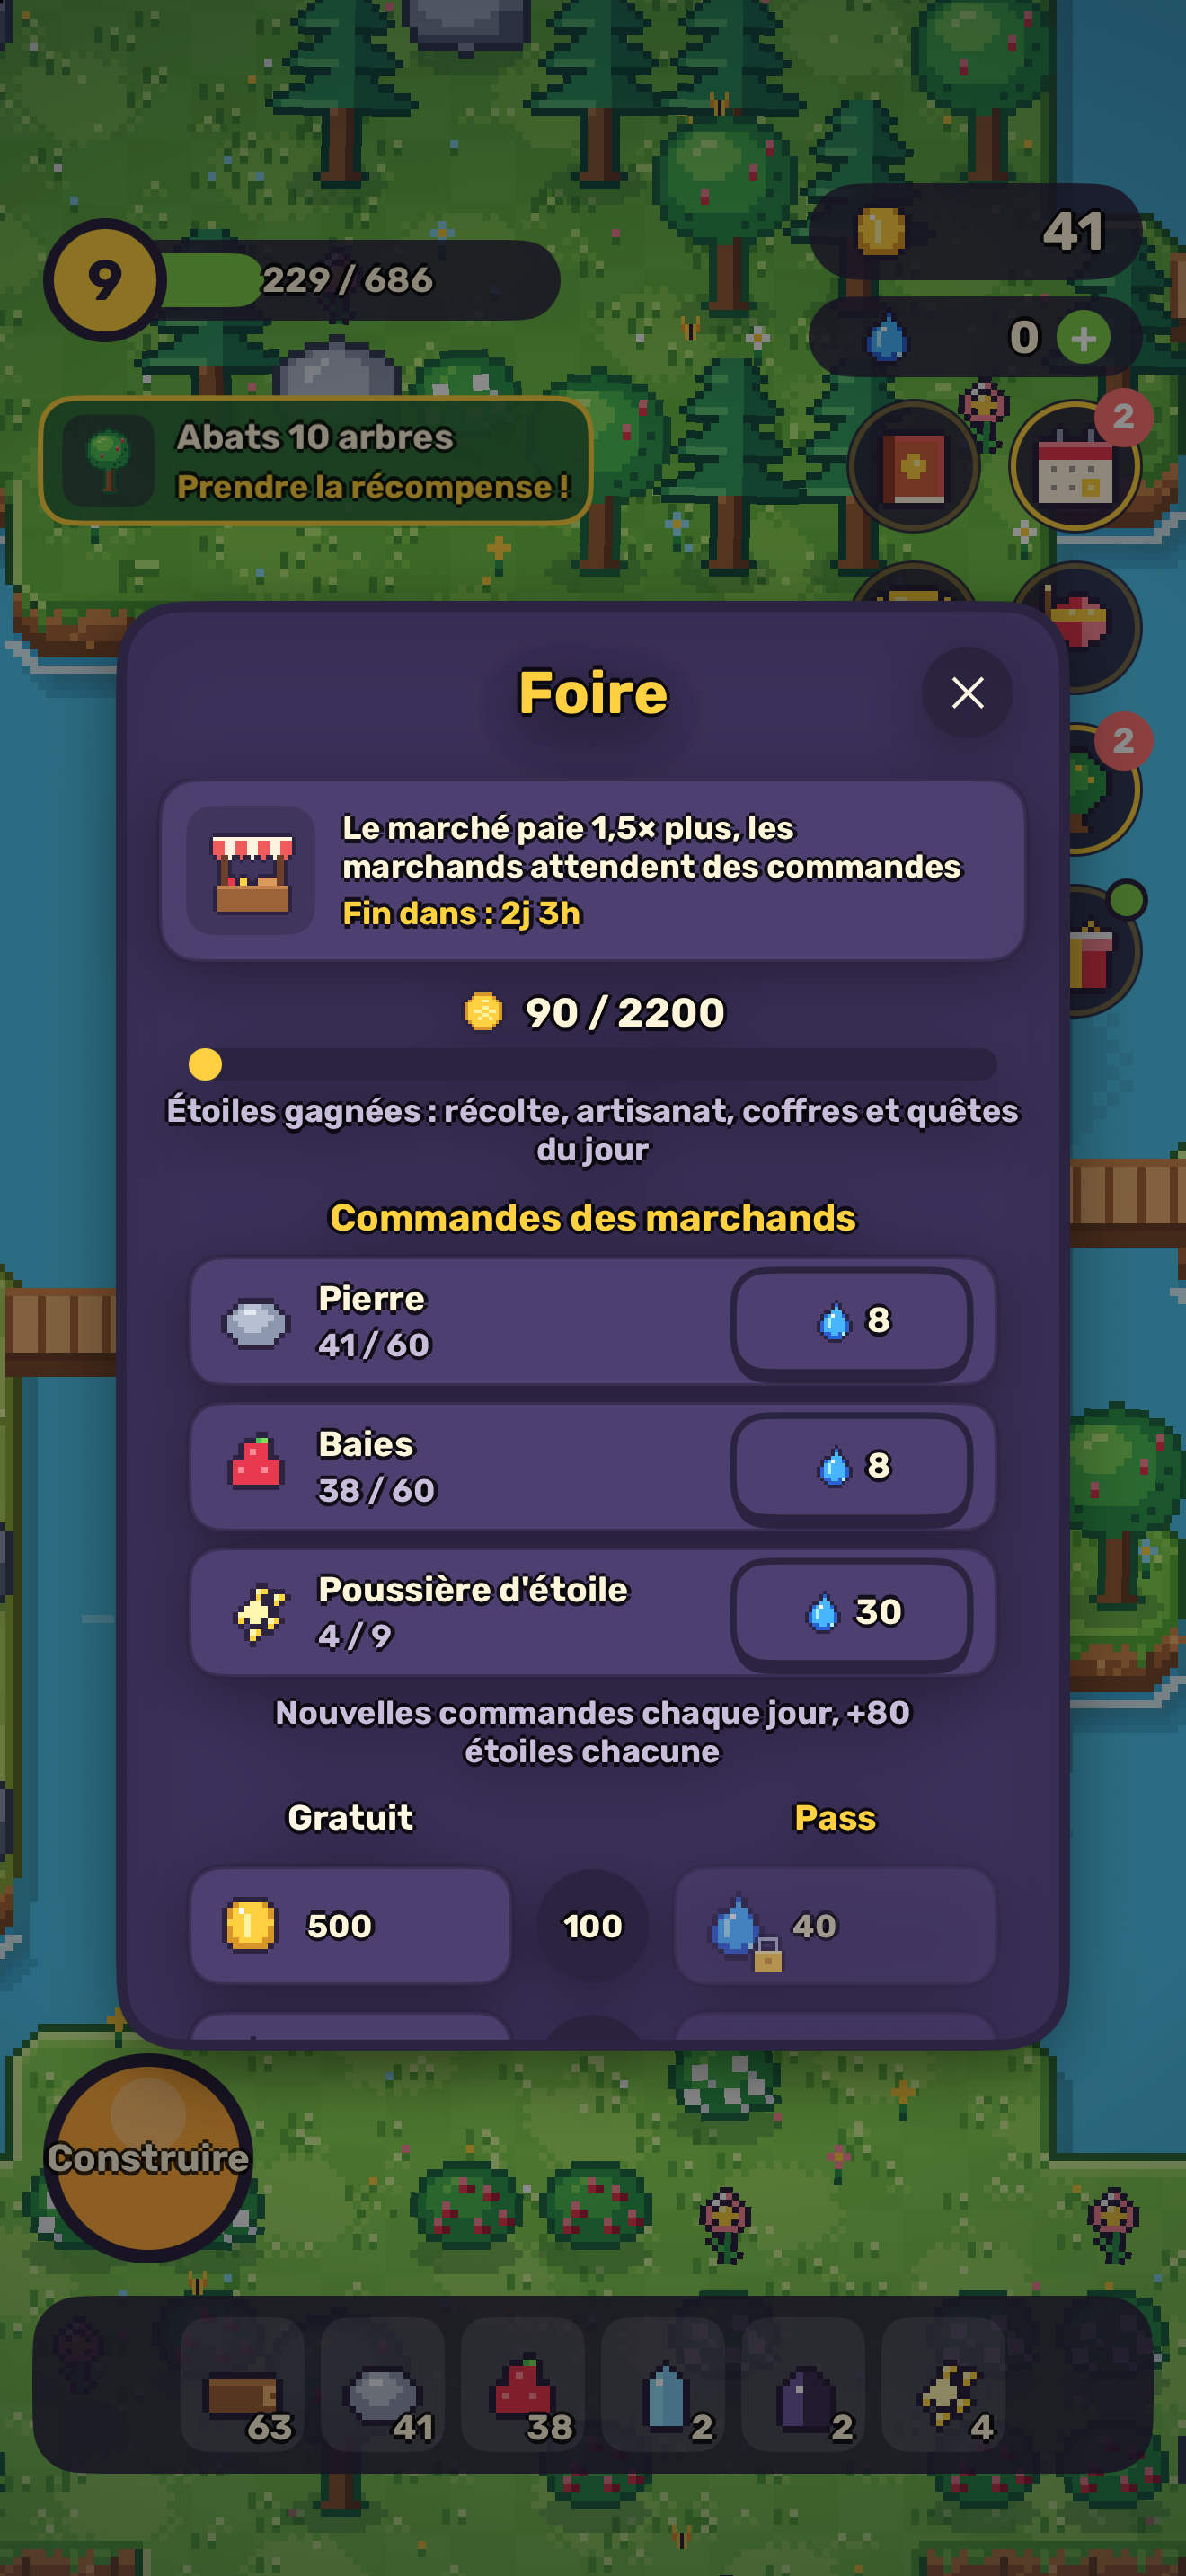 41
9
229 / 686
0 +
Abats 10 arbres
Prendre la récompense !
2
Foire
2
Le marché paie 1,5× plus, les
marchands attendent des commandes
Fin dans : 2j 3h
90 / 2200
Étoiles gagnées : récolte, artisanat, coffres et quêtes
du jour
Commandes des marchands
Pierre
41 / 60
8
Baies
38 / 60
8
Poussière d'étoile
4 / 9
30
Nouvelles commandes chaque jour, +80
étoiles chacune
Gratuit
Pass
500
100
40
Construire
63
41
38
2
2
4